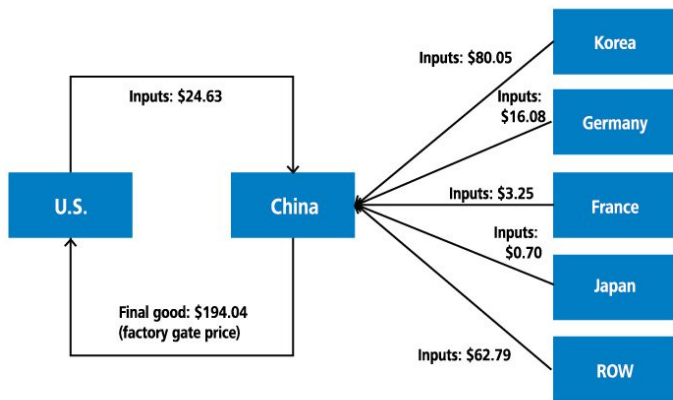 Korea
Inputs: $80.05
Inputs: $24.63
Inputs:
$16.08
Germany
U.S.
China
Inputs: $3.25
France
Inputs:
$0.70
Japan
Final good: $194.04
(factory gate price)
Inputs: $62.79
ROW